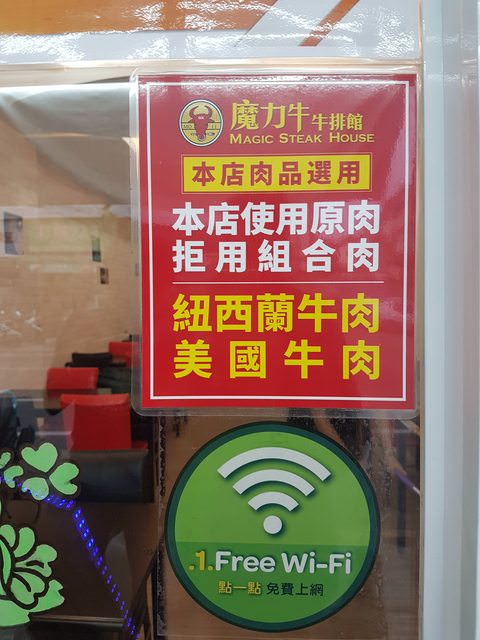 魔力牛牛排館
MAGIC STEAK HOUSE
本店肉品選用
本店使用原肉
拒用組合肉
紐西蘭牛肉
美國牛肉
.1.Free Wi-Fi
點一點 免費上網